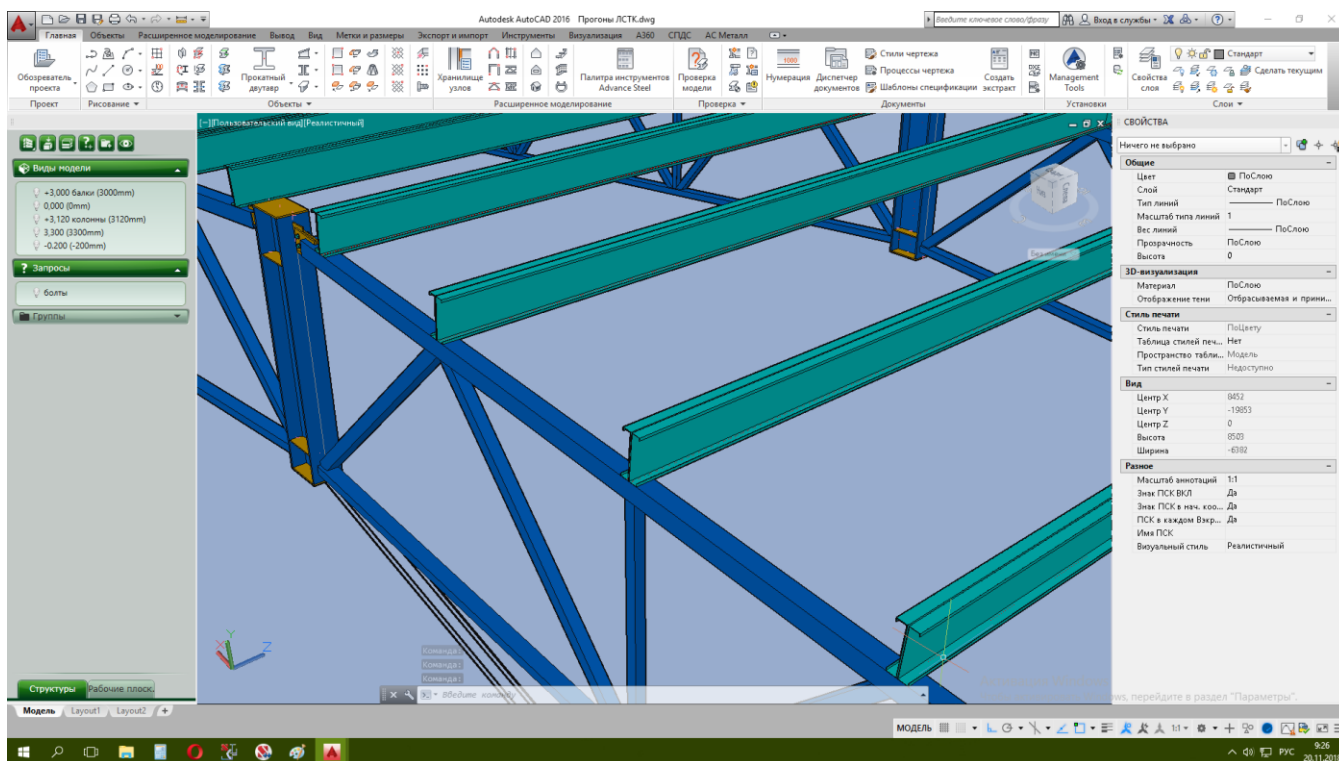 Autodesk AutoCAD 2016 Прогоны ЛСТК.dwg
Введите ключевое слово/фразу
Вход в службы
Главная Объекты Расширенное моделирование Вывод Вид Метки и размеры Экспорт и импорт Инструменты Визуализация A360 СПДС АС Металл
Обозреватель проекта
Прокатный двутавр
Хранилище узлов
Палитра инструментов Advance Steel
Проверка модели
1000
Нумерация
Диспетчер документов
Стили чертежа
Процессы чертежа
Шаблоны спецификации
Создать экстракт
Management Tools
Свойства слоя
Стандарт
Сделать текущим
Проект Рисование Объекты Расширенное моделирование Проверка Документы Установки Слои
[−][Пользовательский вид][Реалистичный]
Виды модели
+3,000 балки (3000mm)
0,000 (0mm)
+3,120 колонны (3120mm)
3,300 (3300mm)
-0.200 (-200mm)
Запросы
болты
Группы
Структуры Рабочие плоск.
СВОЙСТВА
Ничего не выбрано
Общие
Цвет ПоСлою
Слой Стандарт
Тип линий ПоСлою
Масштаб типа линий 1
Вес линий ПоСлою
Прозрачность ПоСлою
Высота 0
3D-визуализация
Материал ПоСлою
Отображение тени Отбрасываемая и прини...
Стиль печати
Стиль печати ПоЦвету
Таблица стилей печ... Нет
Пространство табли... Модель
Тип стилей печати Недоступно
Вид
Центр X 8452
Центр Y -19853
Центр Z 0
Высота 8503
Ширина -6382
Разное
Масштаб аннотаций 1:1
Знак ПСК ВКЛ Да
Знак ПСК в нач. коо... Да
ПСК в каждом Вэкр... Да
Имя ПСК
Визуальный стиль Реалистичный
X Y Z
Команда:
Команда:
Команда:
Введите команду
ws, перейдите в раздел "Параметры".
Модель Layout1 Layout2 +
МОДЕЛЬ
1:1
РУС
9:26